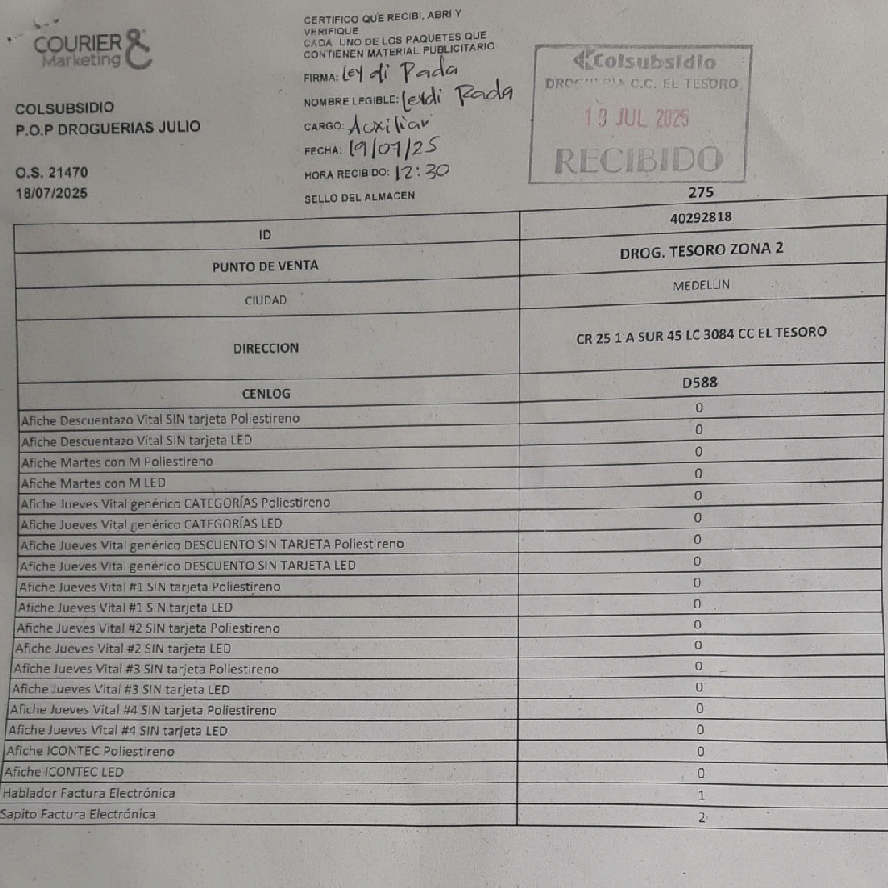 COURIER &
Marketing
CERTIFICO QUE RECIBI, ABRI Y
VERIFIQUE
CADA UNO DE LOS PAQUETES QUE
CONTIENEN MATERIAL PUBLICITARIO
FIRMA: Leydi Rada
NOMBRE LEGIBLE: Leydi Rada
CARGO: Auxiliar
FECHA: 19/07/25
HORA RECIBIDO: 12:30
SELLO DEL ALMACEN
Colsubsidio
DROGUERIA C.C. EL TESORO
19 JUL 2025
RECIBIDO
COLSUBSIDIO
P.O.P DROGUERIAS JULIO
O.S. 21470
18/07/2025
275
ID 40292818
PUNTO DE VENTA DROG. TESORO ZONA 2
CIUDAD MEDELLIN
DIRECCION CR 25 1 A SUR 45 LC 3084 CC EL TESORO
CENLOG D588
Afiche Descuentazo Vital SIN tarjeta Poliestireno 0
Afiche Descuentazo Vital SIN tarjeta LED 0
Afiche Martes con M Poliestireno 0
Afiche Martes con M LED 0
Afiche Jueves Vital genérico CATEGORÍAS Poliestireno 0
Afiche Jueves Vital genérico CATEGORÍAS LED 0
Afiche Jueves Vital genérico DESCUENTO SIN TARJETA Poliestireno 0
Afiche Jueves Vital genérico DESCUENTO SIN TARJETA LED 0
Afiche Jueves Vital #1 SIN tarjeta Poliestireno 0
Afiche Jueves Vital #1 SIN tarjeta LED 0
Afiche Jueves Vital #2 SIN tarjeta Poliestireno 0
Afiche Jueves Vital #2 SIN tarjeta LED 0
Afiche Jueves Vital #3 SIN tarjeta Poliestireno 0
Afiche Jueves Vital #3 SIN tarjeta LED 0
Afiche Jueves Vital #4 SIN tarjeta Poliestireno 0
Afiche Jueves Vital #4 SIN tarjeta LED 0
Afiche ICONTEC Poliestireno 0
Afiche ICONTEC LED 0
Hablador Factura Electrónica 1
Sapito Factura Electrónica 2